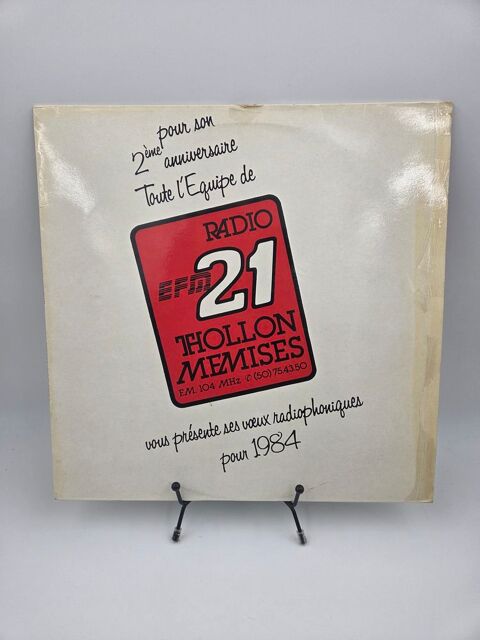 pour son
2ème anniversaire
Toute l'Equipe de
RADIO
EFM 21
THOLLON
MEMISES
F.M. 104 MHz ✆ (50) 75.43.50
vous présente ses vœux radiophoniques
pour 1984